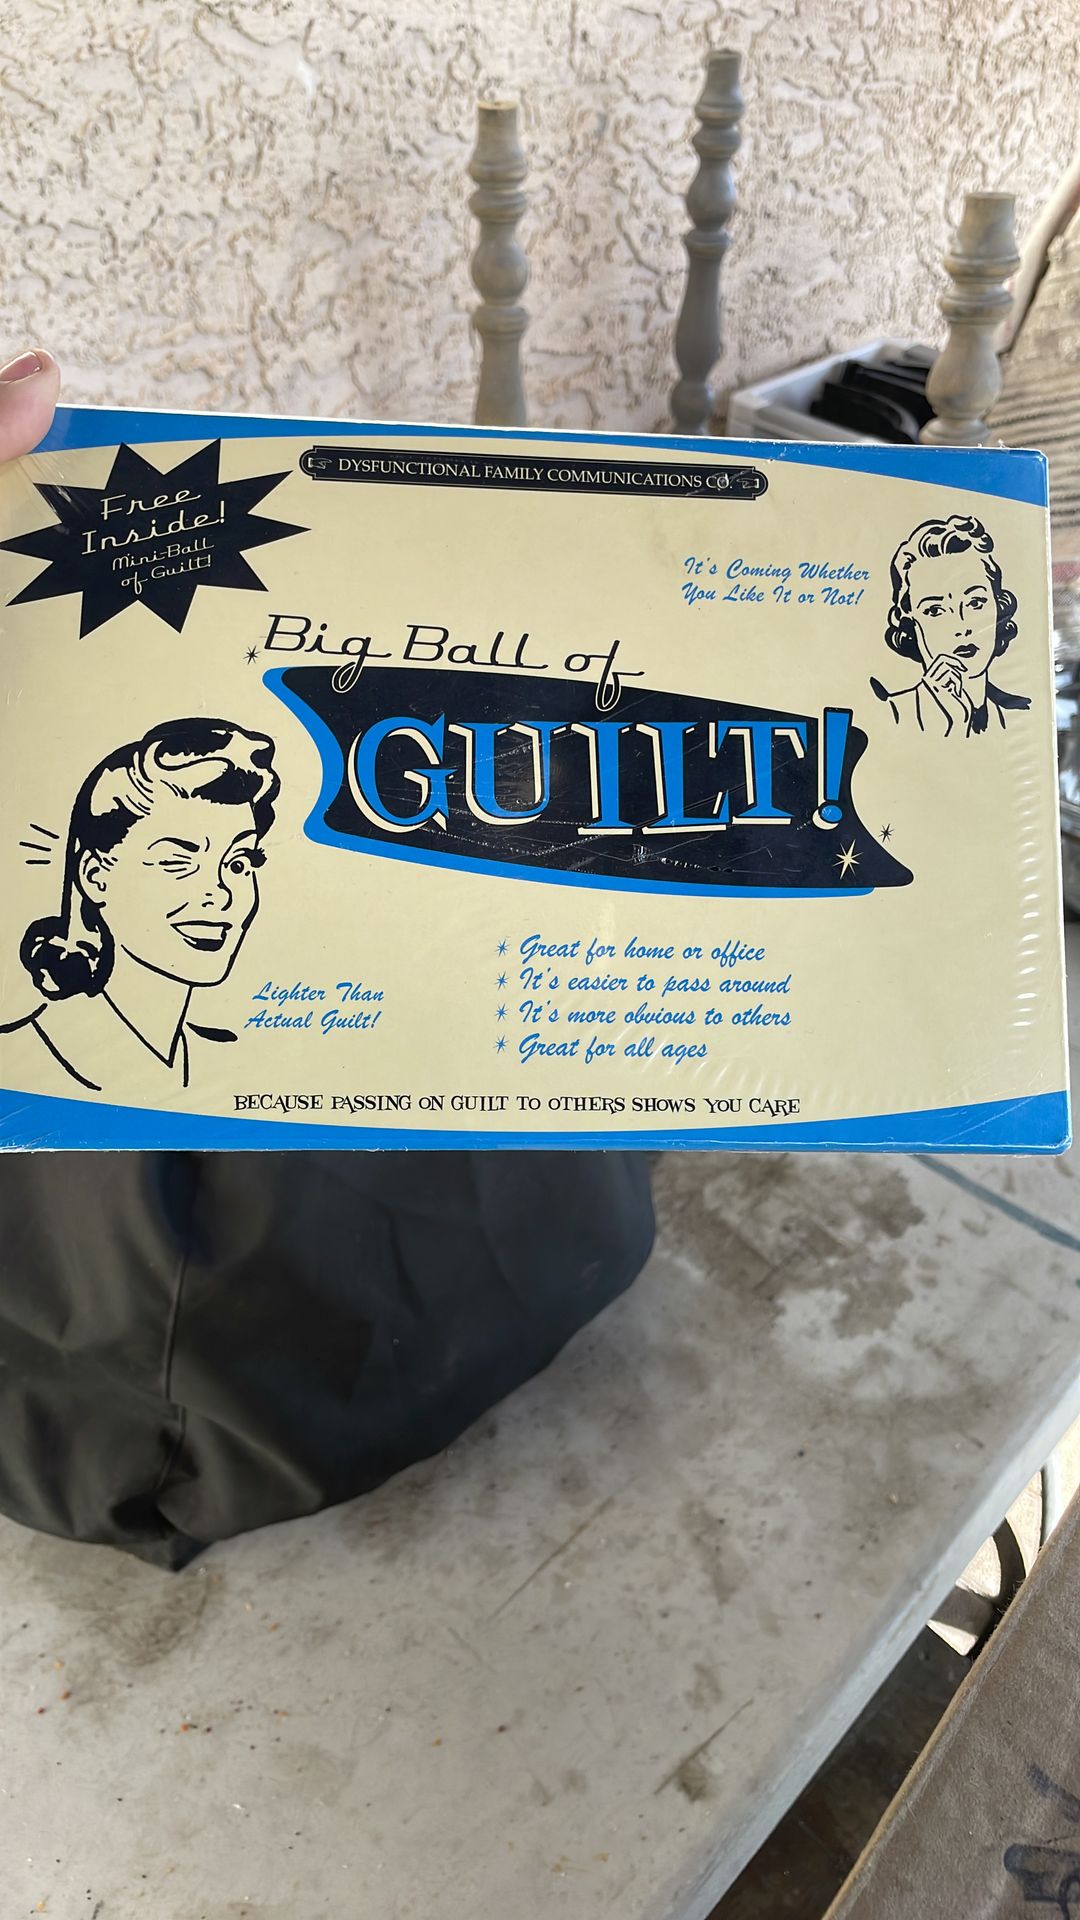 DYSFUNCTIONAL FAMILY COMMUNICATIONS CO.
Free
Inside!
Mini-Ball
of Guilt!
It's Coming Whether
You Like It or Not!
Big Ball of
GUILT!
Lighter Than
Actual Guilt!
Great for home or office
It's easier to pass around
It's more obvious to others
Great for all ages
BECAUSE PASSING ON GUILT TO OTHERS SHOWS YOU CARE